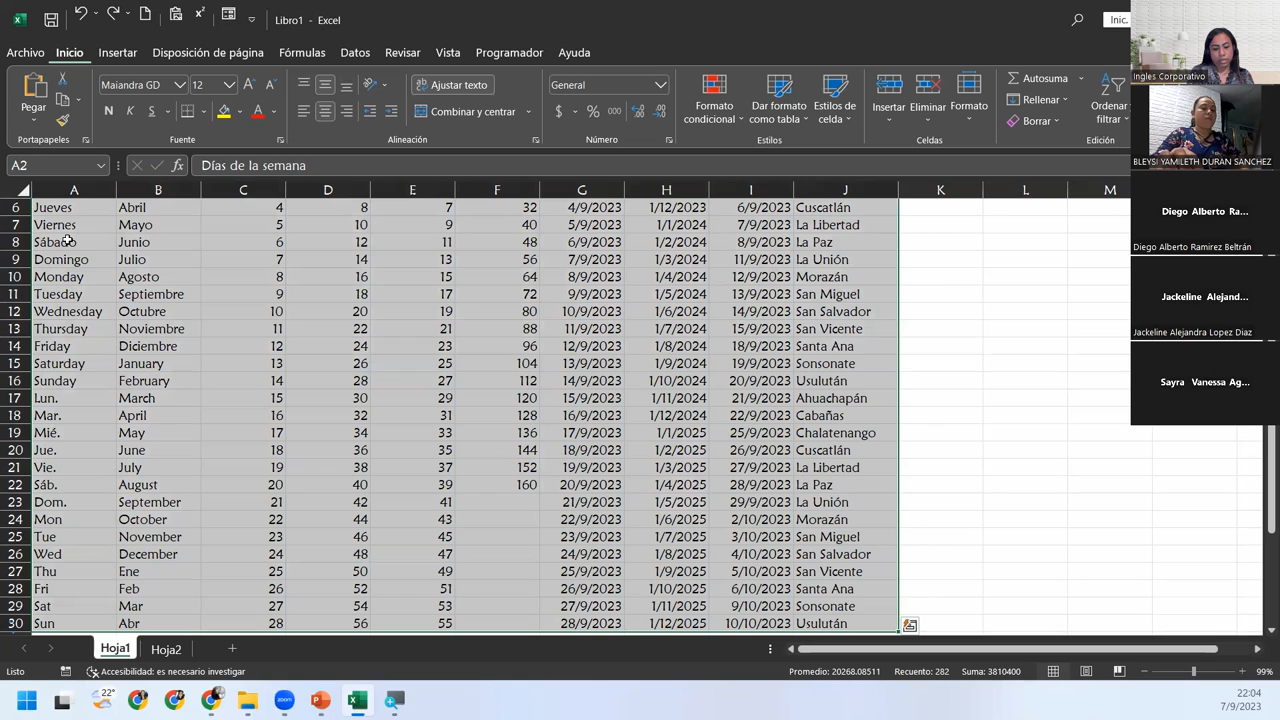 Libro1 - Excel
Inic.
Archivo Inicio Insertar Disposición de página Fórmulas Datos Revisar Vista Programador Ayuda
Pegar
Maiandra GD 12 A A
N K S A
Ajustar texto
Combinar y centrar
General
$ % 000
Formato condicional
Dar formato como tabla
Estilos de celda
Insertar Eliminar Formato
Autosuma
Rellenar
Borrar
Ordenar filtrar
Portapapeles Fuente Alineación Número Estilos Celdas Edición
A2 fx Días de la semana
A B C D E F G H I J K L M
6 Jueves Abril 4 8 7 32 4/9/2023 1/12/2023 6/9/2023 Cuscatlán
7 Viernes Mayo 5 10 9 40 5/9/2023 1/1/2024 7/9/2023 La Libertad
8 Sábado Junio 6 12 11 48 6/9/2023 1/2/2024 8/9/2023 La Paz
9 Domingo Julio 7 14 13 56 7/9/2023 1/3/2024 11/9/2023 La Unión
10 Monday Agosto 8 16 15 64 8/9/2023 1/4/2024 12/9/2023 Morazán
11 Tuesday Septiembre 9 18 17 72 9/9/2023 1/5/2024 13/9/2023 San Miguel
12 Wednesday Octubre 10 20 19 80 10/9/2023 1/6/2024 14/9/2023 San Salvador
13 Thursday Noviembre 11 22 21 88 11/9/2023 1/7/2024 15/9/2023 San Vicente
14 Friday Diciembre 12 24 23 96 12/9/2023 1/8/2024 18/9/2023 Santa Ana
15 Saturday January 13 26 25 104 13/9/2023 1/9/2024 19/9/2023 Sonsonate
16 Sunday February 14 28 27 112 14/9/2023 1/10/2024 20/9/2023 Usulután
17 Lun. March 15 30 29 120 15/9/2023 1/11/2024 21/9/2023 Ahuachapán
18 Mar. April 16 32 31 128 16/9/2023 1/12/2024 22/9/2023 Cabañas
19 Mié. May 17 34 33 136 17/9/2023 1/1/2025 25/9/2023 Chalatenango
20 Jue. June 18 36 35 144 18/9/2023 1/2/2025 26/9/2023 Cuscatlán
21 Vie. July 19 38 37 152 19/9/2023 1/3/2025 27/9/2023 La Libertad
22 Sáb. August 20 40 39 160 20/9/2023 1/4/2025 28/9/2023 La Paz
23 Dom. September 21 42 41 21/9/2023 1/5/2025 29/9/2023 La Unión
24 Mon October 22 44 43 22/9/2023 1/6/2025 2/10/2023 Morazán
25 Tue November 23 46 45 23/9/2023 1/7/2025 3/10/2023 San Miguel
26 Wed December 24 48 47 24/9/2023 1/8/2025 4/10/2023 San Salvador
27 Thu Ene 25 50 49 25/9/2023 1/9/2025 5/10/2023 San Vicente
28 Fri Feb 26 52 51 26/9/2023 1/10/2025 6/10/2023 Santa Ana
29 Sat Mar 27 54 53 27/9/2023 1/11/2025 9/10/2023 Sonsonate
30 Sun Abr 28 56 55 28/9/2023 1/12/2025 10/10/2023 Usulután
Hoja1 Hoja2
Listo Accesibilidad: es necesario investigar Promedio: 20268.08511 Recuento: 282 Suma: 3810400 99%
22°
zoom
22:04
7/9/2023
Ingles Corporativo
BLEYSI YAMILETH DURAN SANCHEZ
Diego Alberto Ra...
Diego Alberto Ramirez Beltrán
Jackeline Alejand...
Jackeline Alejandra Lopez Diaz
Sayra Vanessa Ag...